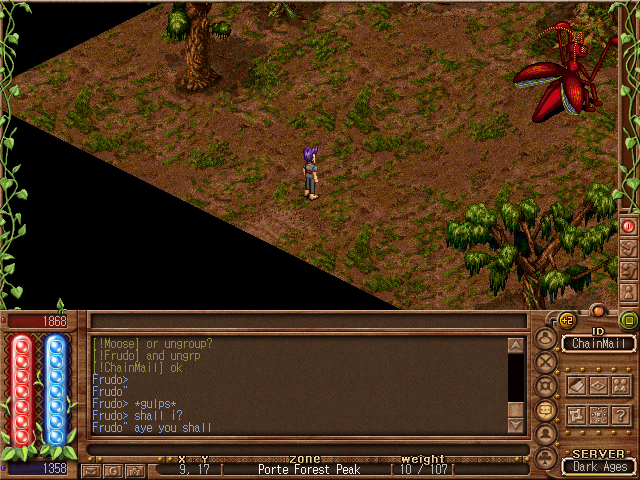 1868
[!Moose] or ungroup?
[!Frudo] and ungrp
[!ChainMail] ok
Frudo>
Frudo"
Frudo> *gulps*
Frudo> shall i?
Frudo" aye you shall
1358
x y zone weight
9, 17 Porte Forest Peak 10 / 107
+2
ID
ChainMail
SERVER
Dark Ages